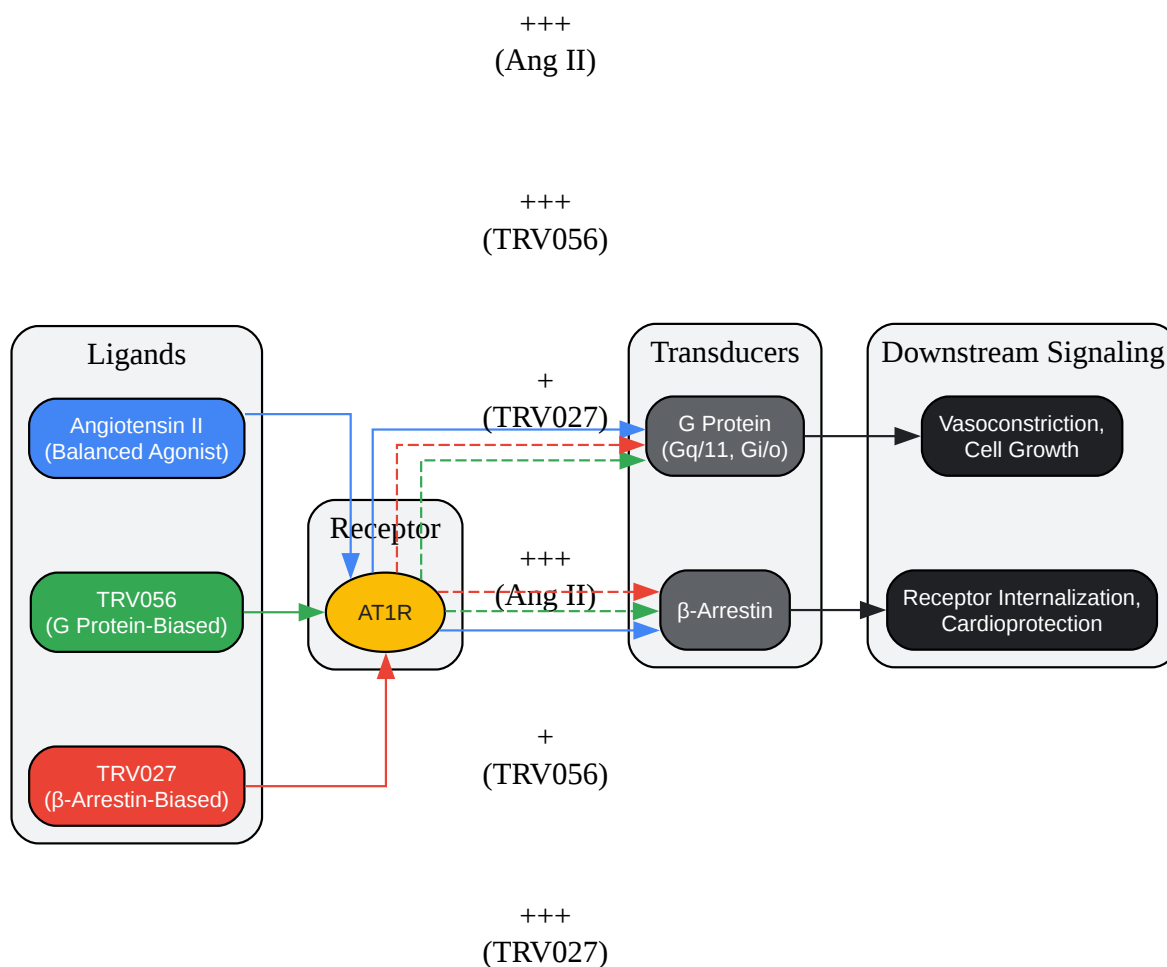 +++
(Ang II)
+++
(TRV056)
+
(TRV027)
+++
(Ang II)
+
(TRV056)
+++
(TRV027)
Ligands
Angiotensin II
(Balanced Agonist)
TRV056
(G Protein-Biased)
TRV027
(β-Arrestin-Biased)
Receptor
AT1R
Transducers
G Protein
(Gq/11, Gi/o)
β-Arrestin
Downstream Signaling
Vasoconstriction,
Cell Growth
Receptor Internalization,
Cardioprotection